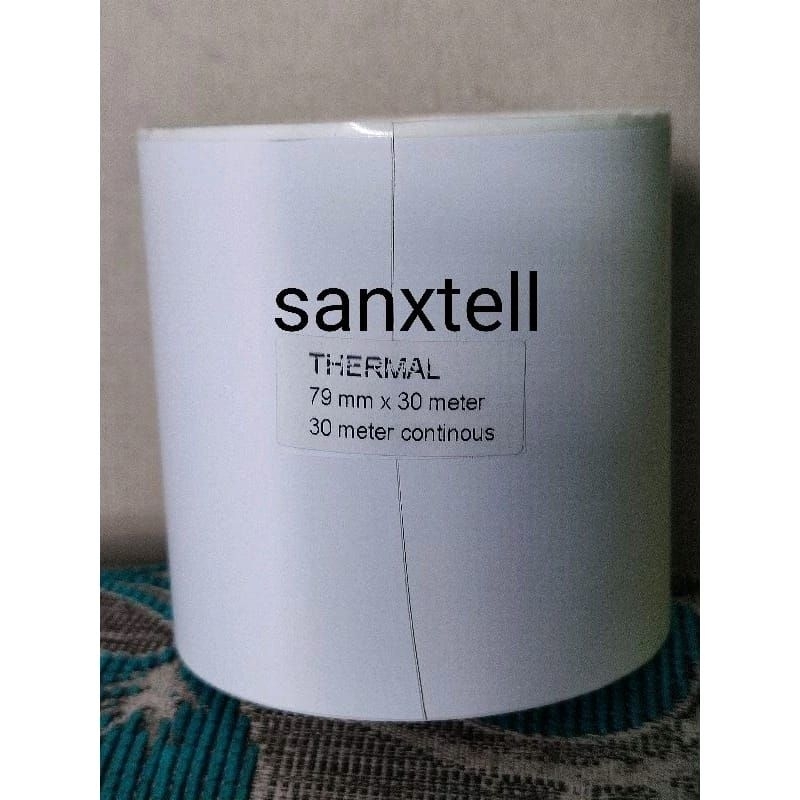 sanxtell
THERMAL
79 mm x 30 meter
30 meter continous